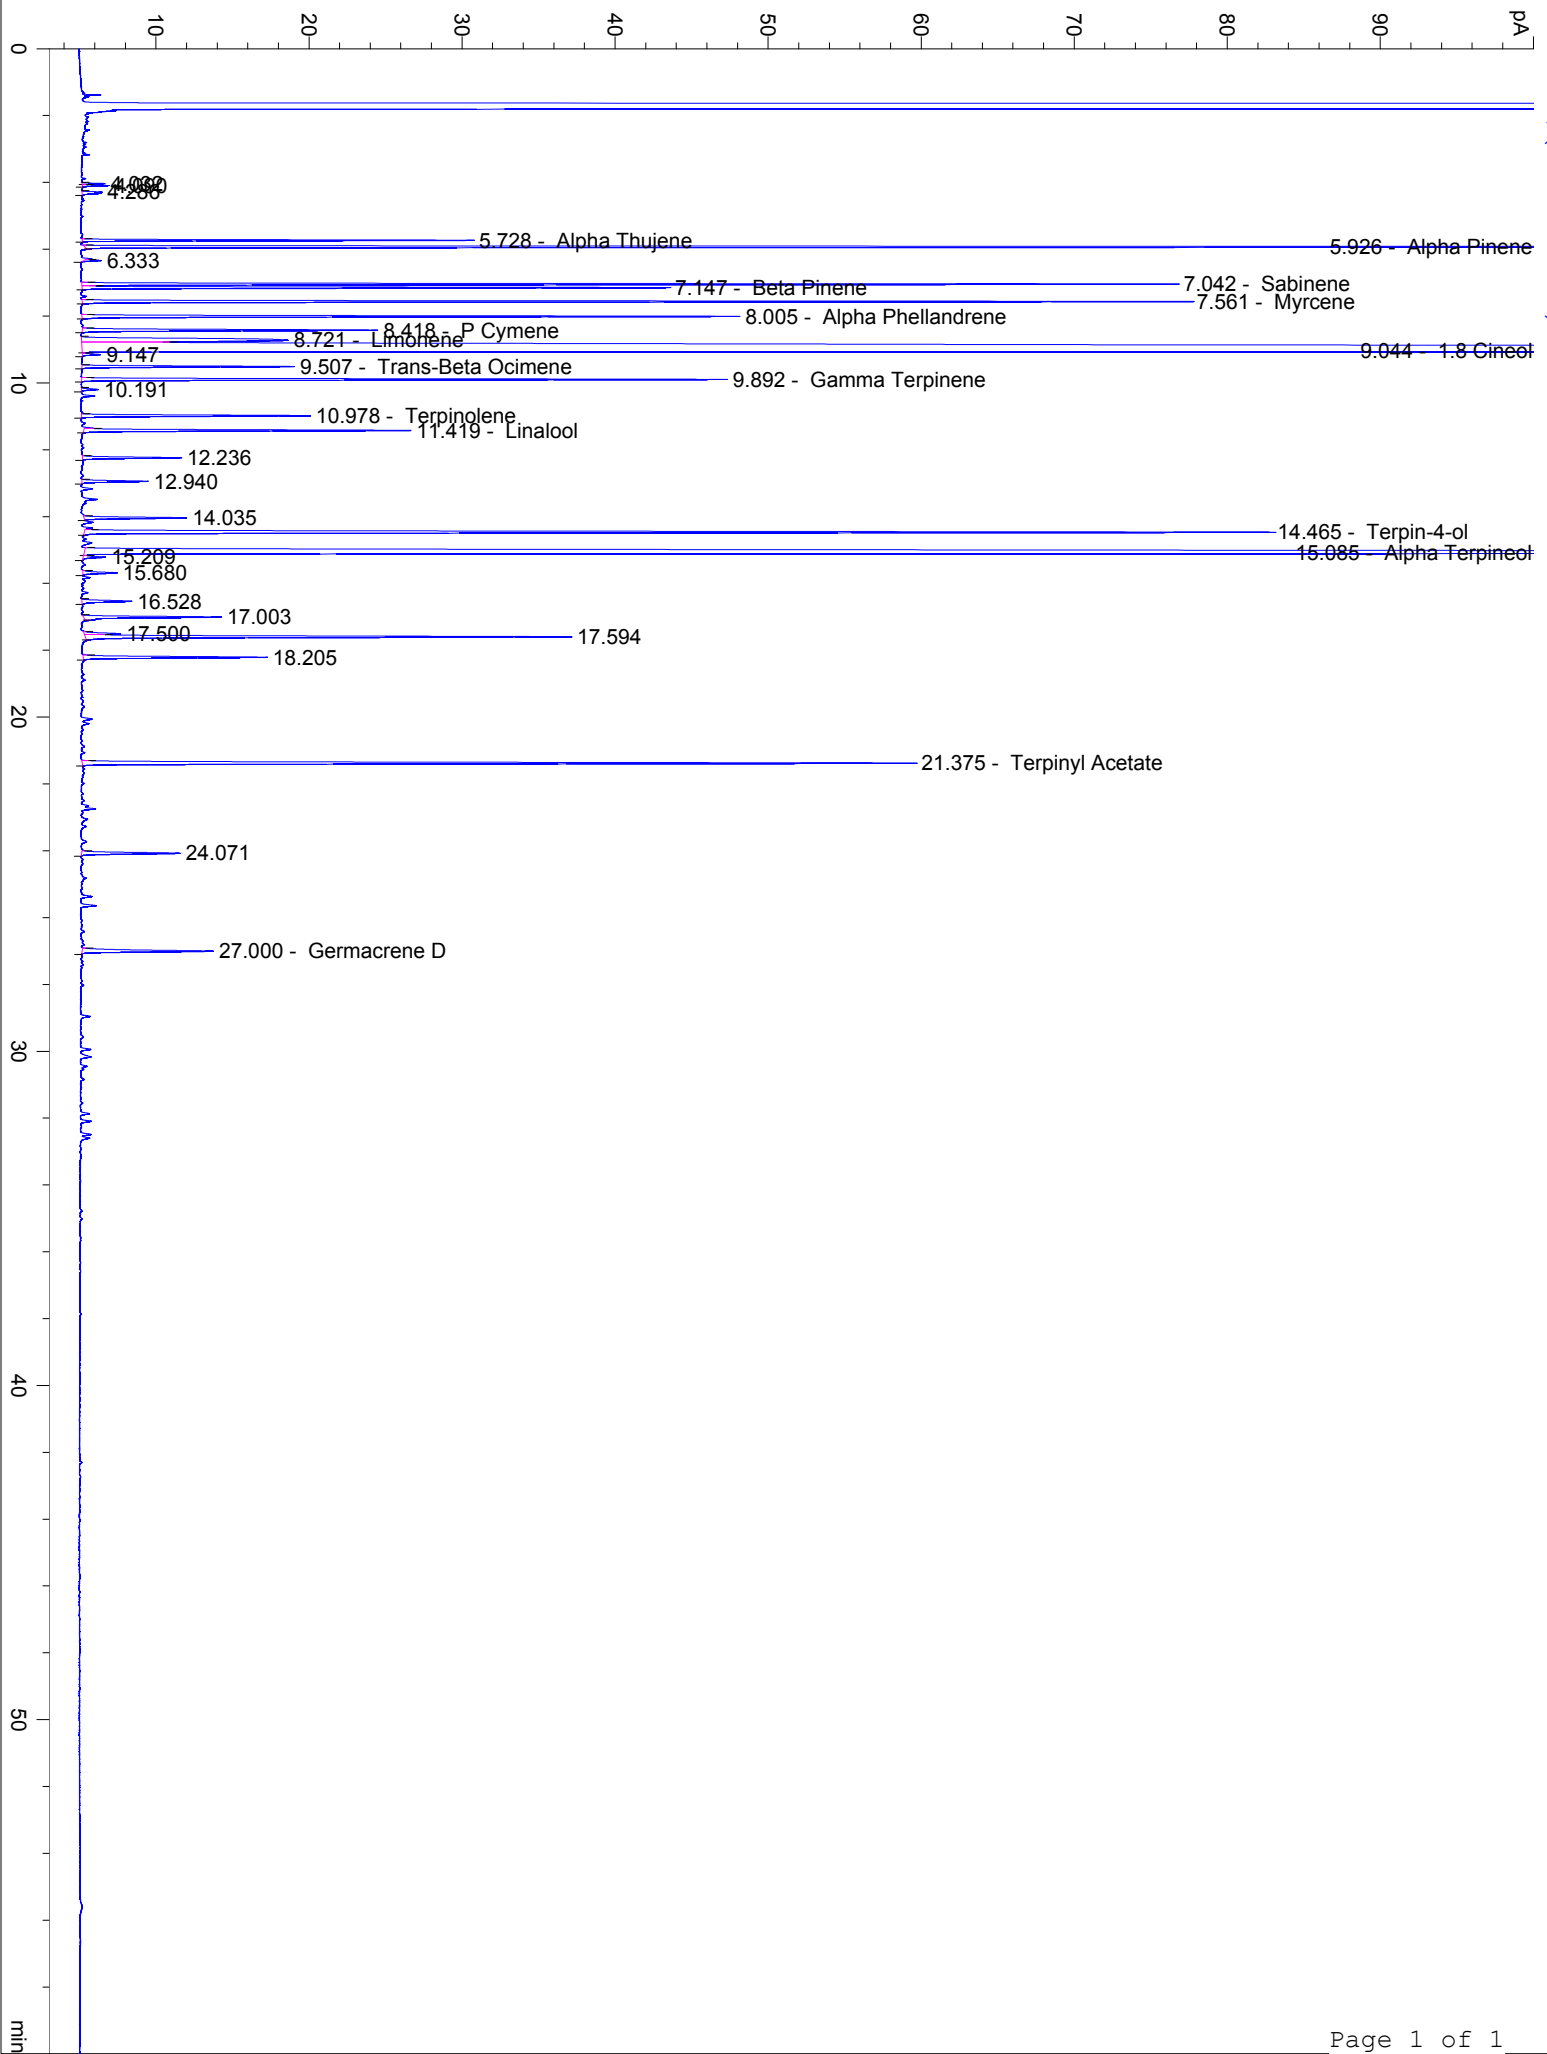 pA
10
20
30
40
50
60
70
80
90
0
4.286
5.728 - Alpha Thujene
5.926 - Alpha Pinene
6.333
7.042 - Sabinene
7.147 - Beta Pinene
7.561 - Myrcene
8.005 - Alpha Phellandrene
8.418 - P Cymene
8.721 - Limonene
9.044 - 1.8 Cineol
9.147
9.507 - Trans-Beta Ocimene
9.892 - Gamma Terpinene
10
10.191
10.978 - Terpinolene
11.419 - Linalool
12.236
12.940
14.035
14.465 - Terpin-4-ol
15.085 - Alpha Terpineol
15.209
15.680
16.528
17.003
17.500
17.594
18.205
20
21.375 - Terpinyl Acetate
24.071
27.000 - Germacrene D
30
40
50
min
Page 1 of 1